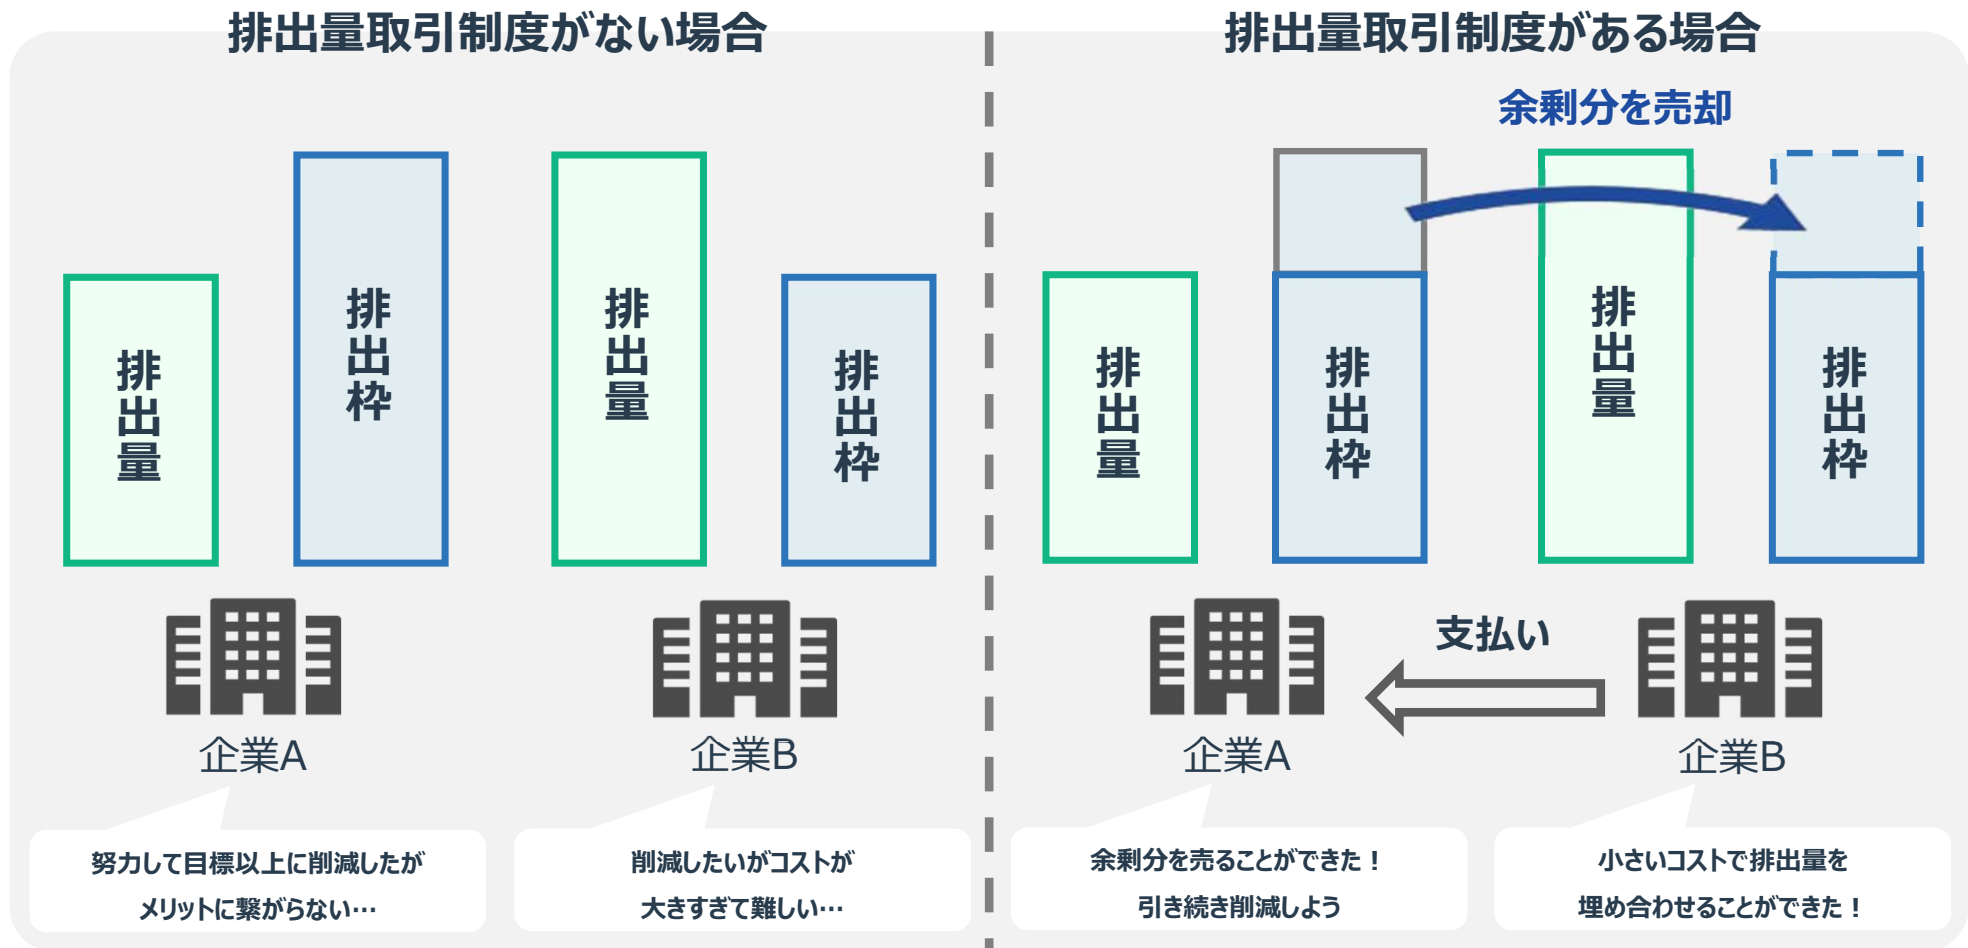 排出量取引制度がない場合
排出量
排出枠
排出量
排出枠
企業A
企業B
努力して目標以上に削減したが
メリットに繋がらない…
削減したいがコストが
大きすぎて難しい…
排出量取引制度がある場合
余剰分を売却
排出量
排出枠
排出量
排出枠
支払い
企業A
企業B
余剰分を売ることができた！
引き続き削減しよう
小さいコストで排出量を
埋め合わせることができた！